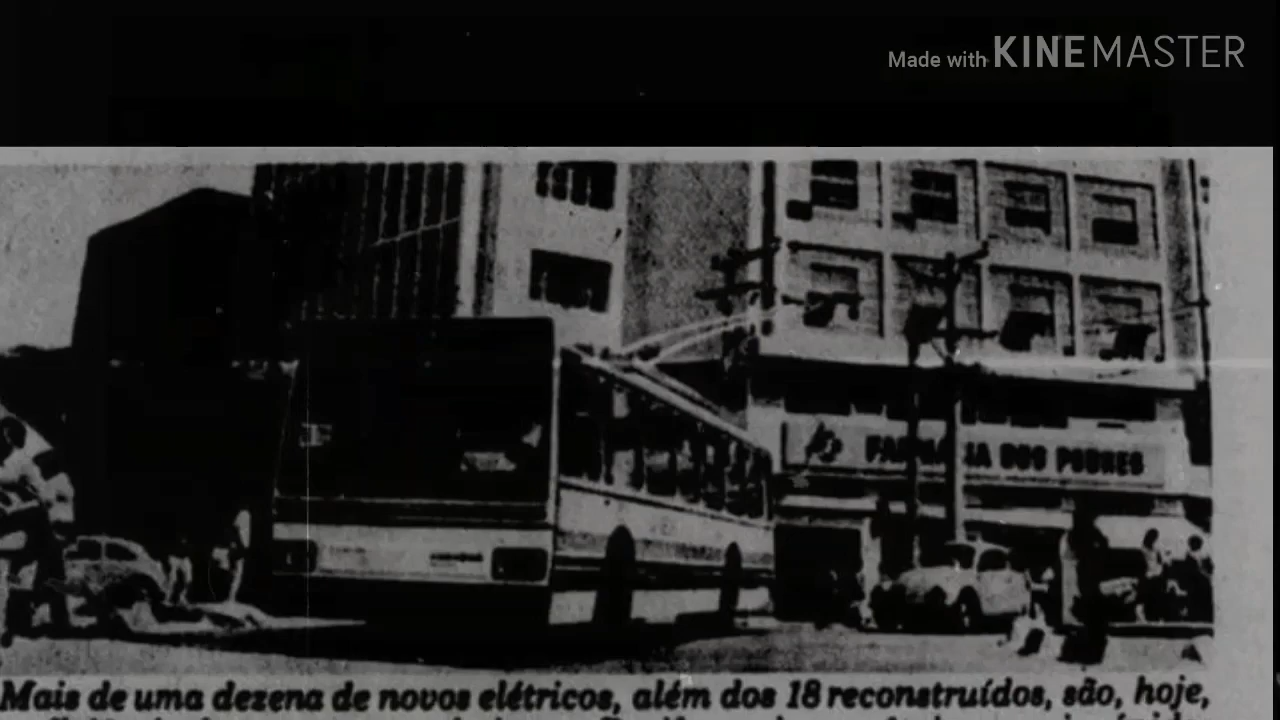 Made with KINEMASTER
FARMÁCIA DOS POBRES
Mais de uma dezena de novos elétricos, além dos 18 reconstruídos, são, hoje,